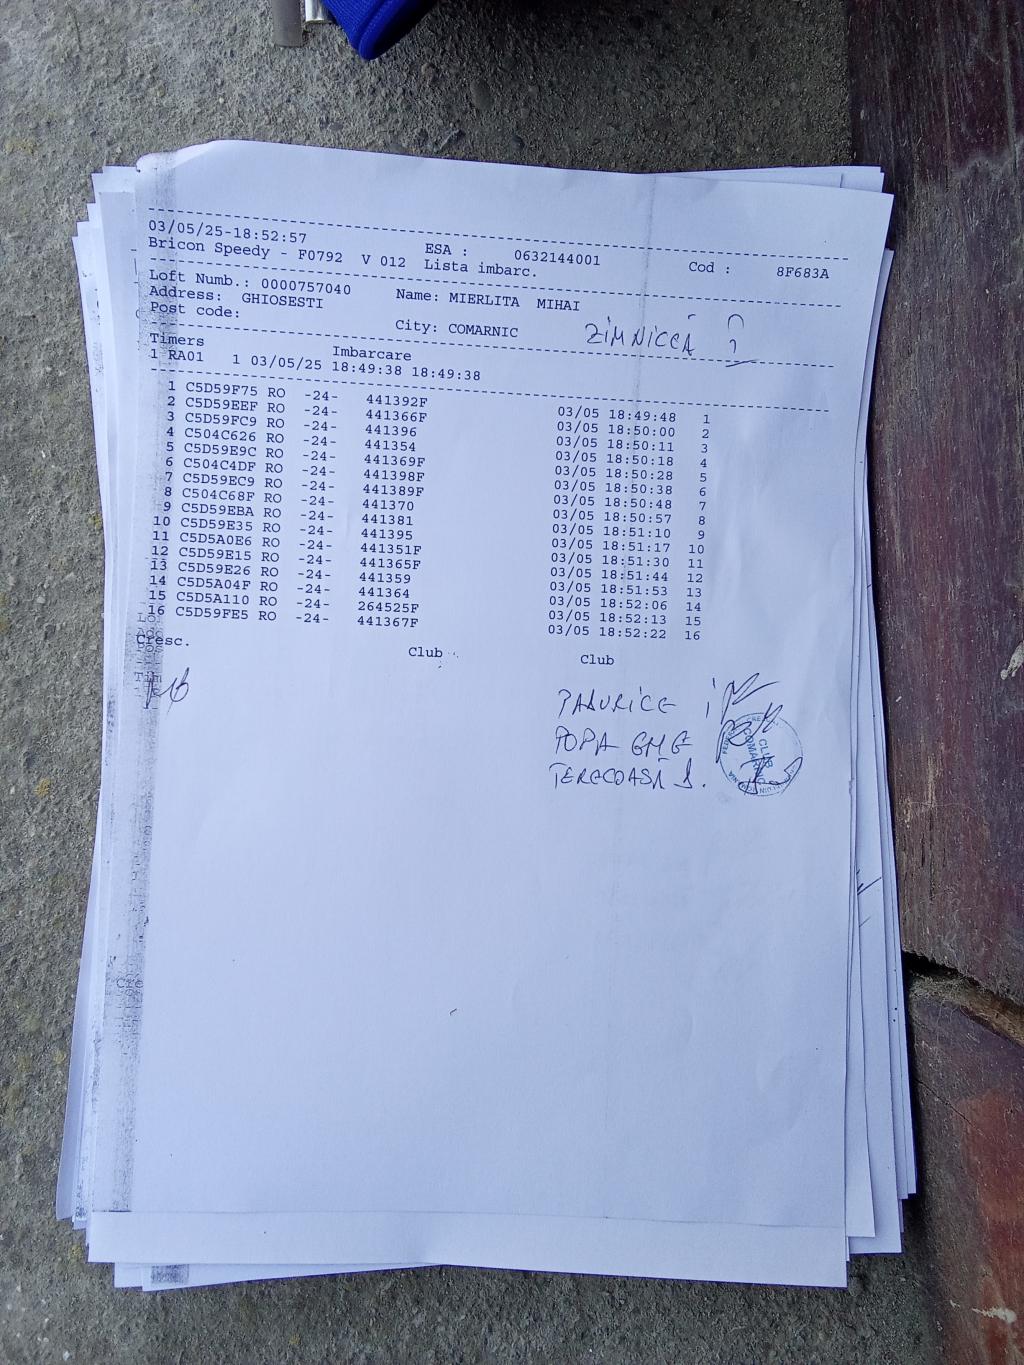 03/05/25-18:52:57 ESA : 0632144001 Cod : 8F683A
Bricon Speedy - F0792 V 012 Lista imbarc.
Loft Numb.: 0000757040 Name: MIERLITA MIHAI
Address: GHIOSESTI
Post code: City: COMARNIC
ZIMNICEA
Timers Imbarcare
1 RA01 1 03/05/25 18:49:38 18:49:38
1 C5D59F75 RO -24- 441392F 03/05 18:49:48 1
2 C5D59EEF RO -24- 441366F 03/05 18:50:00 2
3 C5D59FC9 RO -24- 441396 03/05 18:50:11 3
4 C504C626 RO -24- 441354 03/05 18:50:18 4
5 C5D59E9C RO -24- 441369F 03/05 18:50:28 5
6 C504C4DF RO -24- 441398F 03/05 18:50:38 6
7 C5D59EC9 RO -24- 441389F 03/05 18:50:48 7
8 C504C68F RO -24- 441370 03/05 18:50:57 8
9 C5D59EBA RO -24- 441381 03/05 18:51:10 9
10 C5D59E35 RO -24- 441395 03/05 18:51:17 10
11 C5D5A0E6 RO -24- 441351F 03/05 18:51:30 11
12 C5D59E15 RO -24- 441365F 03/05 18:51:44 12
13 C5D59E26 RO -24- 441359 03/05 18:51:53 13
14 C5D5A04F RO -24- 441364 03/05 18:52:06 14
15 C5D5A110 RO -24- 264525F 03/05 18:52:13 15
16 C5D59FE5 RO -24- 441367F 03/05 18:52:22 16
Cresc. Club Club
PADURICE I
POPA GHE
TERECOASĂ
CLUB
COMARNIC